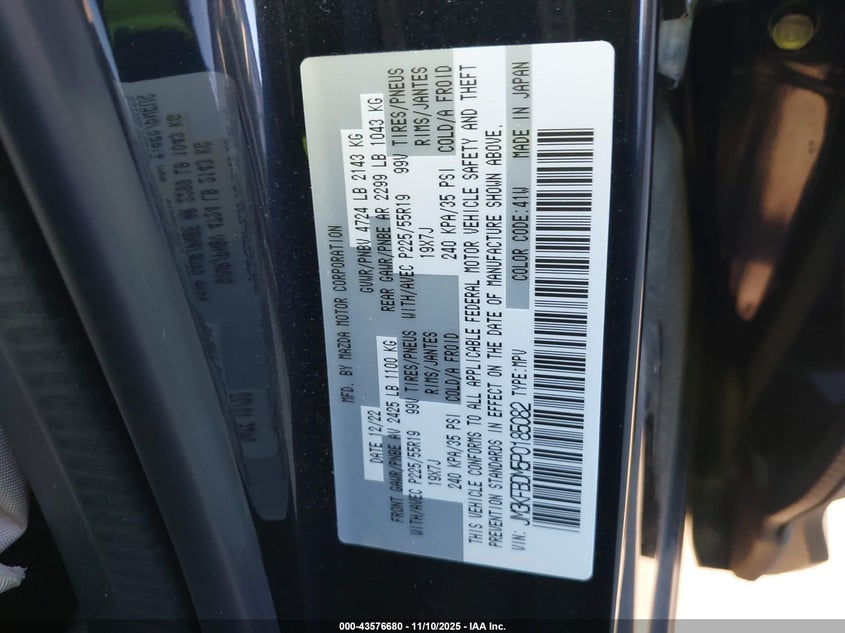 MFD. BY MAZDA MOTOR CORPORATION
DATE 12/22 GVWR/PNBV 4724 LB 2143 KG
FRONT GAWR/PNBE AV 2425 LB 1100 KG REAR GAWR/PNBE AR 2299 LB 1043 KG
WITH/AVEC P225/55R19 99V TIRES/PNEUS WITH/AVEC P225/55R19 99V TIRES/PNEUS
19X7J RIMS/JANTES 19X7J RIMS/JANTES
240 KPA/35 PSI COLD/A FROID 240 KPA/35 PSI COLD/A FROID
THIS VEHICLE CONFORMS TO ALL APPLICABLE FEDERAL MOTOR VEHICLE SAFETY AND THEFT
PREVENTION STANDARDS IN EFFECT ON THE DATE OF MANUFACTURE SHOWN ABOVE.
VIN: JM3KFBDM5P0185082 TYPE:MPV COLOR CODE:41W MADE IN JAPAN
000-43576680 - 11/10/2025 - IAA Inc.